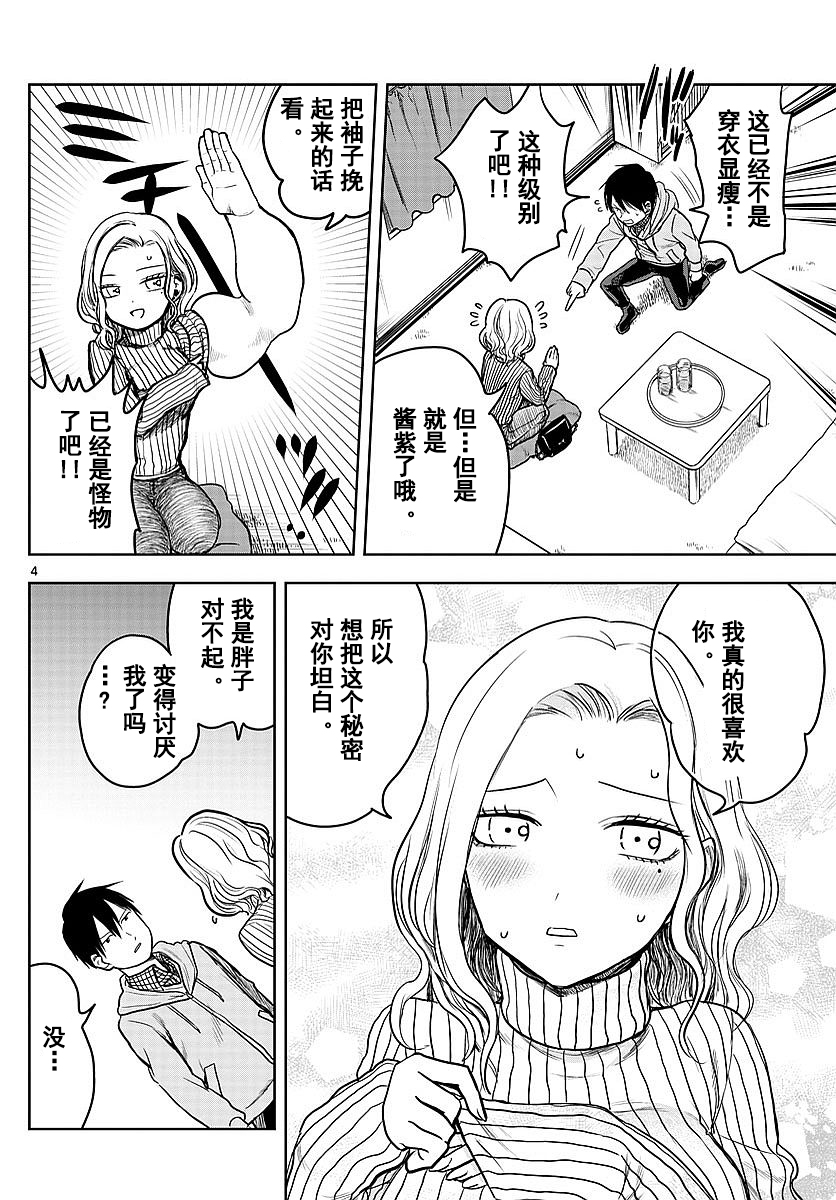 这已经不是
穿衣显瘦…
这种级别
了吧!!
但…但是
就是
酱紫了哦。
把袖子挽
起来的话
看。
已经是怪物
了吧!!
4
我真的很喜欢
你。
所以
想把这个秘密
对你坦白。
我是胖子
对不起。
变得讨厌
我了吗
…?
没…